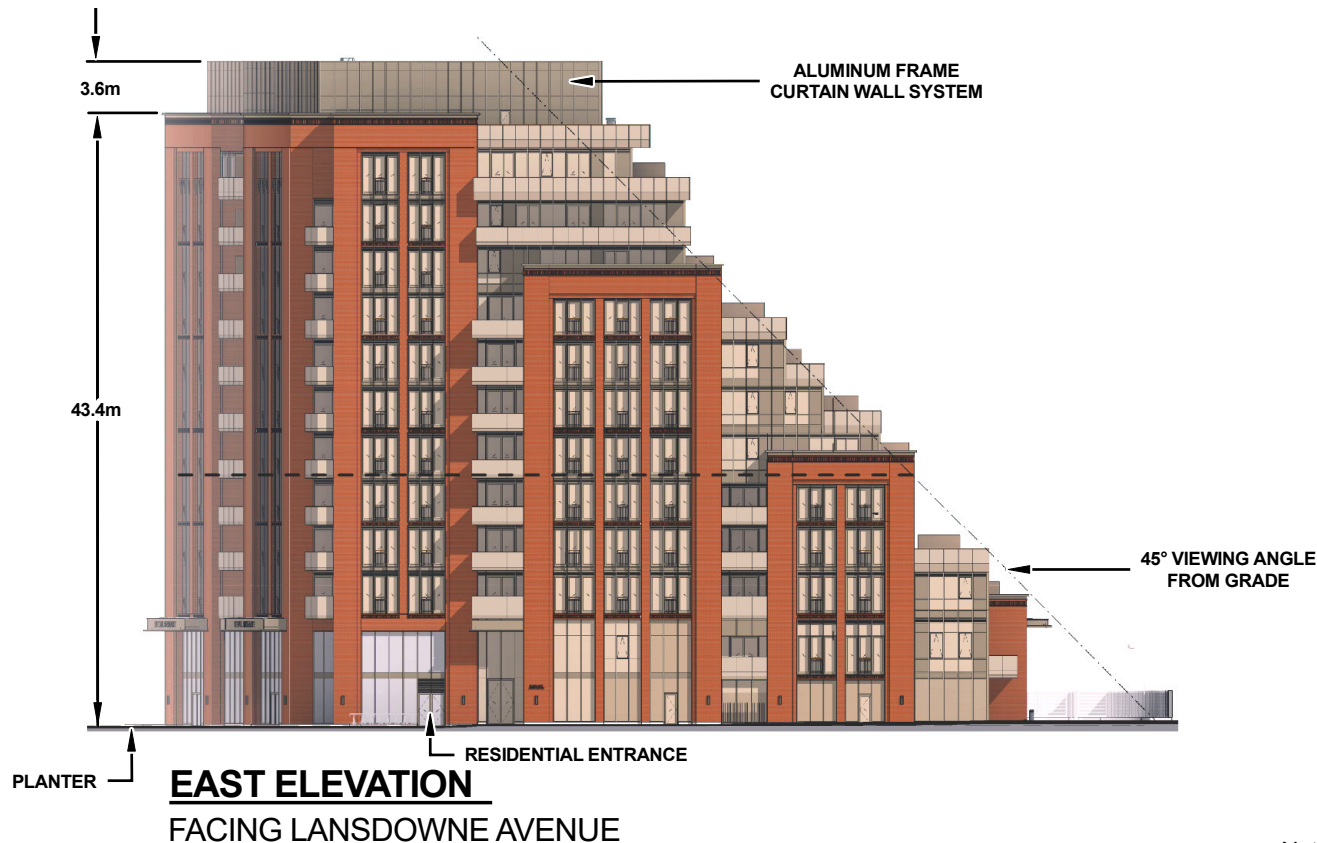 3.6m
ALUMINUM FRAME
CURTAIN WALL SYSTEM
43.4m
45° VIEWING ANGLE
FROM GRADE
RESIDENTIAL ENTRANCE
PLANTER
EAST ELEVATION
FACING LANSDOWNE AVENUE